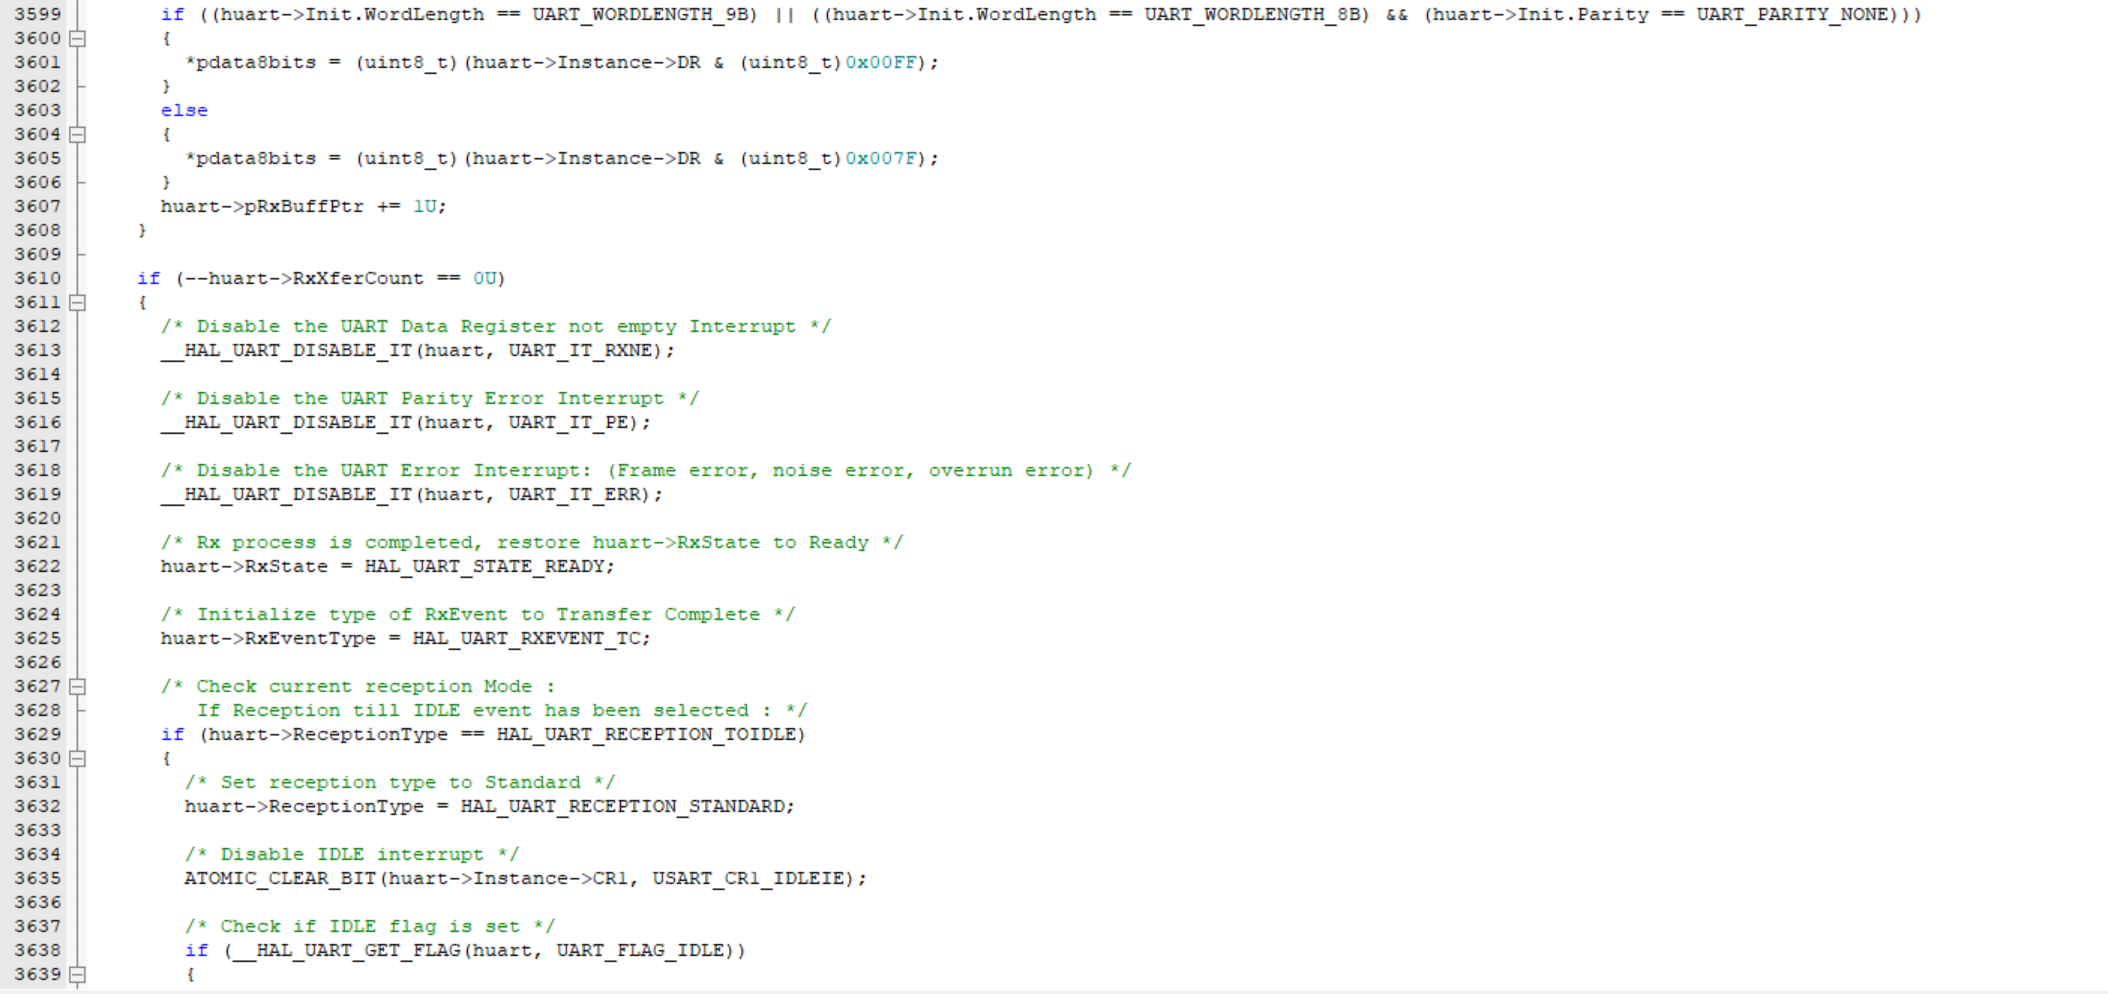 3599 if ((huart->Init.WordLength == UART_WORDLENGTH_9B) || ((huart->Init.WordLength == UART_WORDLENGTH_8B) && (huart->Init.Parity == UART_PARITY_NONE)))
3600 {
3601 *pdata8bits = (uint8_t)(huart->Instance->DR & (uint8_t)0x00FF);
3602 }
3603 else
3604 {
3605 *pdata8bits = (uint8_t)(huart->Instance->DR & (uint8_t)0x007F);
3606 }
3607 huart->pRxBuffPtr += 1U;
3608 }
3609
3610 if (--huart->RxXferCount == 0U)
3611 {
3612 /* Disable the UART Data Register not empty Interrupt */
3613 __HAL_UART_DISABLE_IT(huart, UART_IT_RXNE);
3614
3615 /* Disable the UART Parity Error Interrupt */
3616 __HAL_UART_DISABLE_IT(huart, UART_IT_PE);
3617
3618 /* Disable the UART Error Interrupt: (Frame error, noise error, overrun error) */
3619 __HAL_UART_DISABLE_IT(huart, UART_IT_ERR);
3620
3621 /* Rx process is completed, restore huart->RxState to Ready */
3622 huart->RxState = HAL_UART_STATE_READY;
3623
3624 /* Initialize type of RxEvent to Transfer Complete */
3625 huart->RxEventType = HAL_UART_RXEVENT_TC;
3626
3627 /* Check current reception Mode :
3628 If Reception till IDLE event has been selected : */
3629 if (huart->ReceptionType == HAL_UART_RECEPTION_TOIDLE)
3630 {
3631 /* Set reception type to Standard */
3632 huart->ReceptionType = HAL_UART_RECEPTION_STANDARD;
3633
3634 /* Disable IDLE interrupt */
3635 ATOMIC_CLEAR_BIT(huart->Instance->CR1, USART_CR1_IDLEIE);
3636
3637 /* Check if IDLE flag is set */
3638 if (__HAL_UART_GET_FLAG(huart, UART_FLAG_IDLE))
3639 {